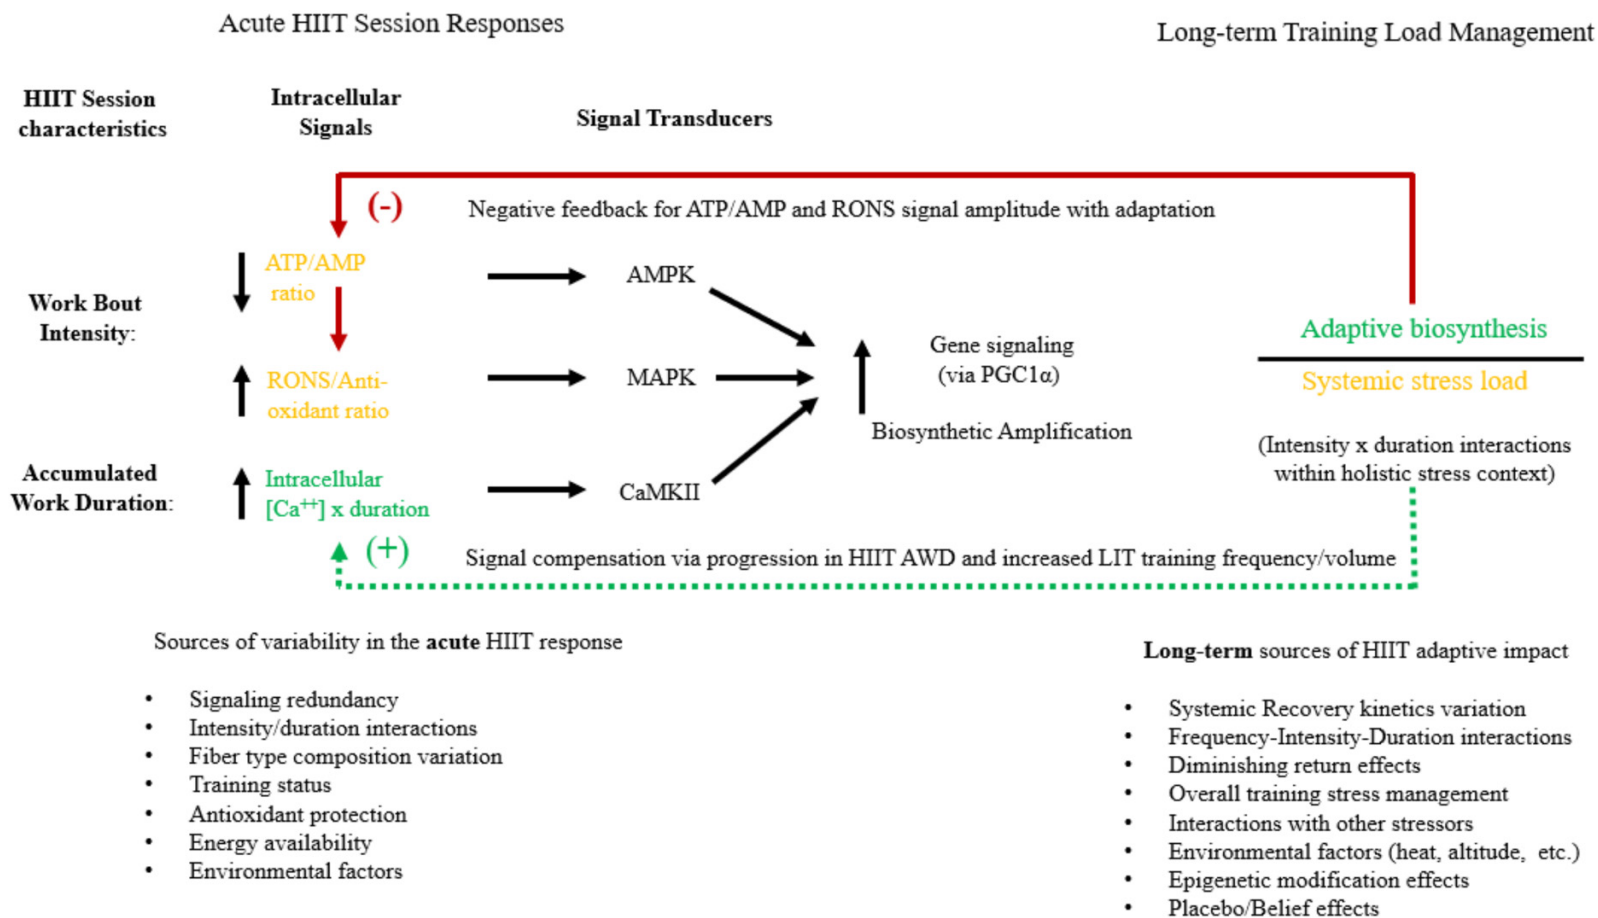 Acute HIIT Session Responses
Long-term Training Load Management
HIIT Session
characteristics
Intracellular
Signals
Signal Transducers
(-)
Negative feedback for ATP/AMP and RONS signal amplitude with adaptation
Work Bout
Intensity:
ATP/AMP
ratio
AMPK
RONS/Anti-
oxidant ratio
MAPK
Gene signaling
(via PGC1α)
Biosynthetic Amplification
Adaptive biosynthesis
Systemic stress load
(Intensity x duration interactions
within holistic stress context)
Accumulated
Work Duration:
Intracellular
[Ca⁺⁺] x duration
CaMKII
(+)
Signal compensation via progression in HIIT AWD and increased LIT training frequency/volume
Sources of variability in the acute HIIT response
• Signaling redundancy
• Intensity/duration interactions
• Fiber type composition variation
• Training status
• Antioxidant protection
• Energy availability
• Environmental factors
Long-term sources of HIIT adaptive impact
• Systemic Recovery kinetics variation
• Frequency-Intensity-Duration interactions
• Diminishing return effects
• Overall training stress management
• Interactions with other stressors
• Environmental factors (heat, altitude, etc.)
• Epigenetic modification effects
• Placebo/Belief effects